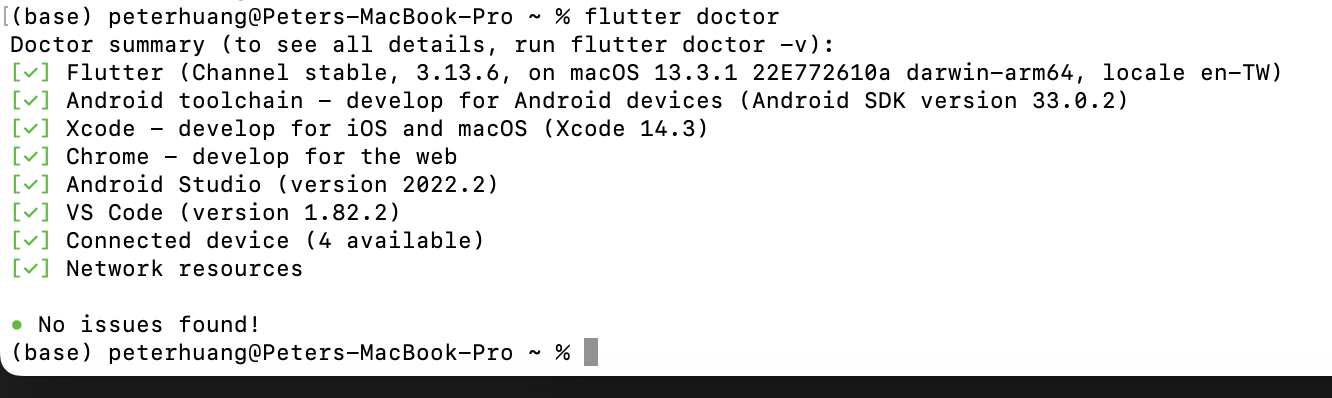 [(base) peterhuang@Peters-MacBook-Pro ~ % flutter doctor
Doctor summary (to see all details, run flutter doctor -v):
[✓] Flutter (Channel stable, 3.13.6, on macOS 13.3.1 22E772610a darwin-arm64, locale en-TW)
[✓] Android toolchain - develop for Android devices (Android SDK version 33.0.2)
[✓] Xcode - develop for iOS and macOS (Xcode 14.3)
[✓] Chrome - develop for the web
[✓] Android Studio (version 2022.2)
[✓] VS Code (version 1.82.2)
[✓] Connected device (4 available)
[✓] Network resources
• No issues found!
(base) peterhuang@Peters-MacBook-Pro ~ %